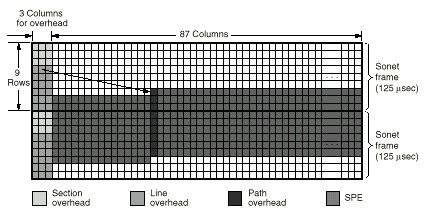 3 Columns
for overhead
87 Columns
9
Rows
. . .
Sonet
frame
(125 μsec)
. . .
Sonet
frame
(125 μsec)
Section
overhead
Line
overhead
Path
overhead
SPE